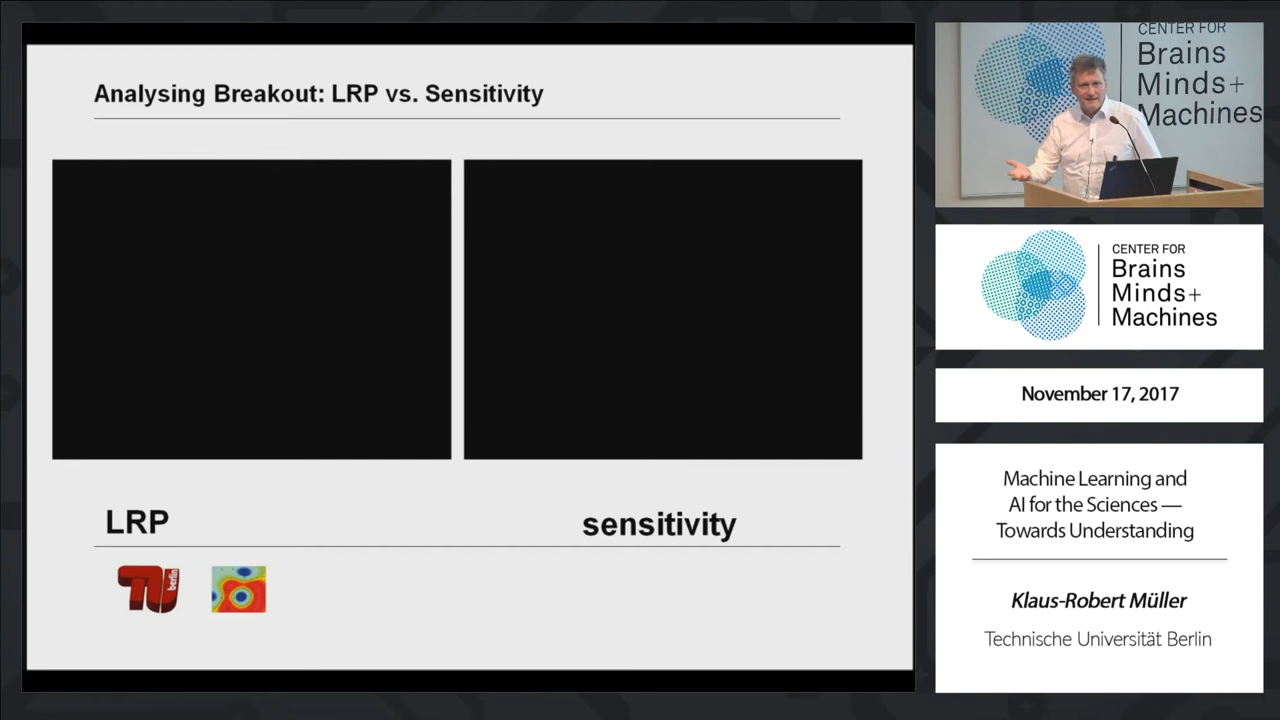 Analysing Breakout: LRP vs. Sensitivity
LRP
sensitivity
berlin
CENTER FOR
Brains
Minds+
Machines
CENTER FOR
Brains
Minds+
Machines
November 17, 2017
Machine Learning and
AI for the Sciences —
Towards Understanding
Klaus-Robert Müller
Technische Universität Berlin